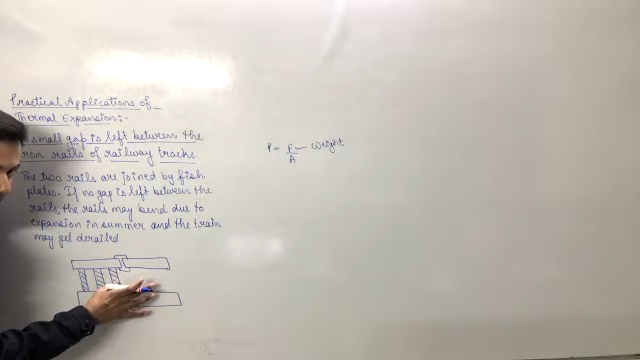 Practical Applications of
Thermal Expansion:-
small gap is left between the
iron rails of railway tracks.
The two rails are joined by fish
plates. If no gap is left between the
rails, the rails may bend due to
expansion in summer and the train
may get derailed.
P = F/A — Weight